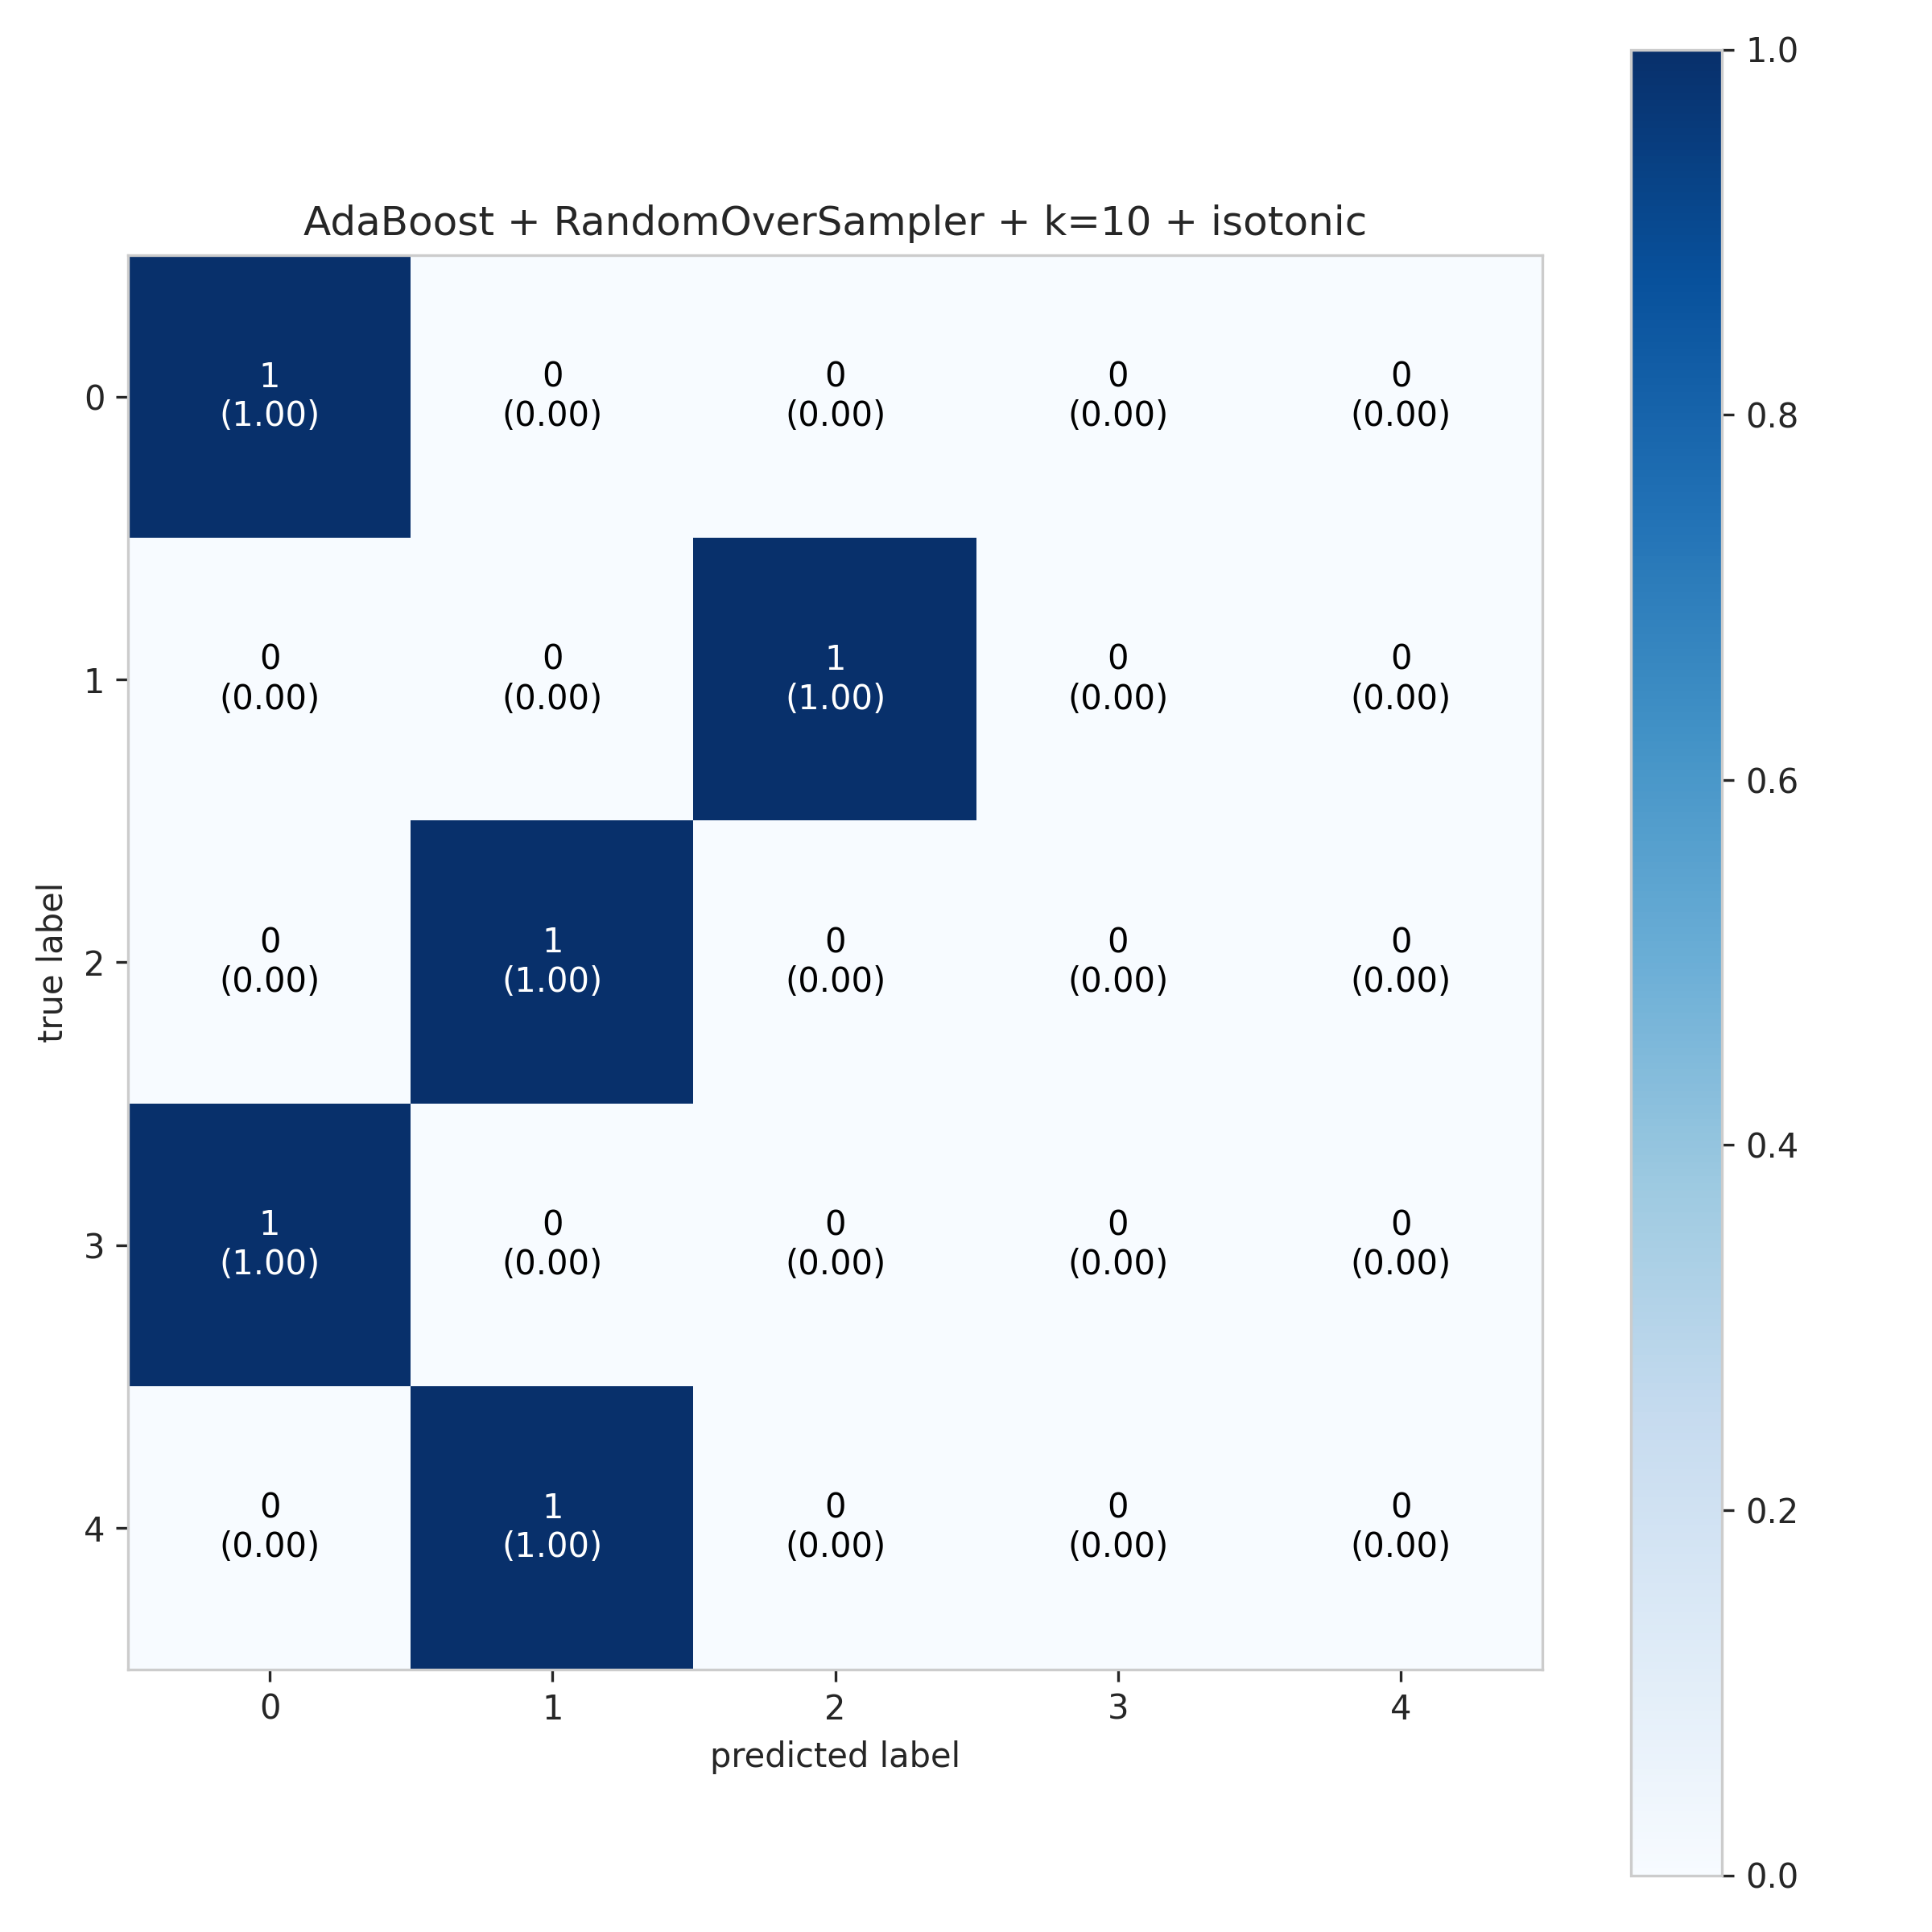 AdaBoost + RandomOverSampler + k=10 + isotonic
1.0
0.8
0.6
0.4
0.2
0.0
true label
0
1
2
3
4
1 0 0 0 0
(1.00) (0.00) (0.00) (0.00) (0.00)
0 0 1 0 0
(0.00) (0.00) (1.00) (0.00) (0.00)
0 1 0 0 0
(0.00) (1.00) (0.00) (0.00) (0.00)
1 0 0 0 0
(1.00) (0.00) (0.00) (0.00) (0.00)
0 1 0 0 0
(0.00) (1.00) (0.00) (0.00) (0.00)
0 1 2 3 4
predicted label